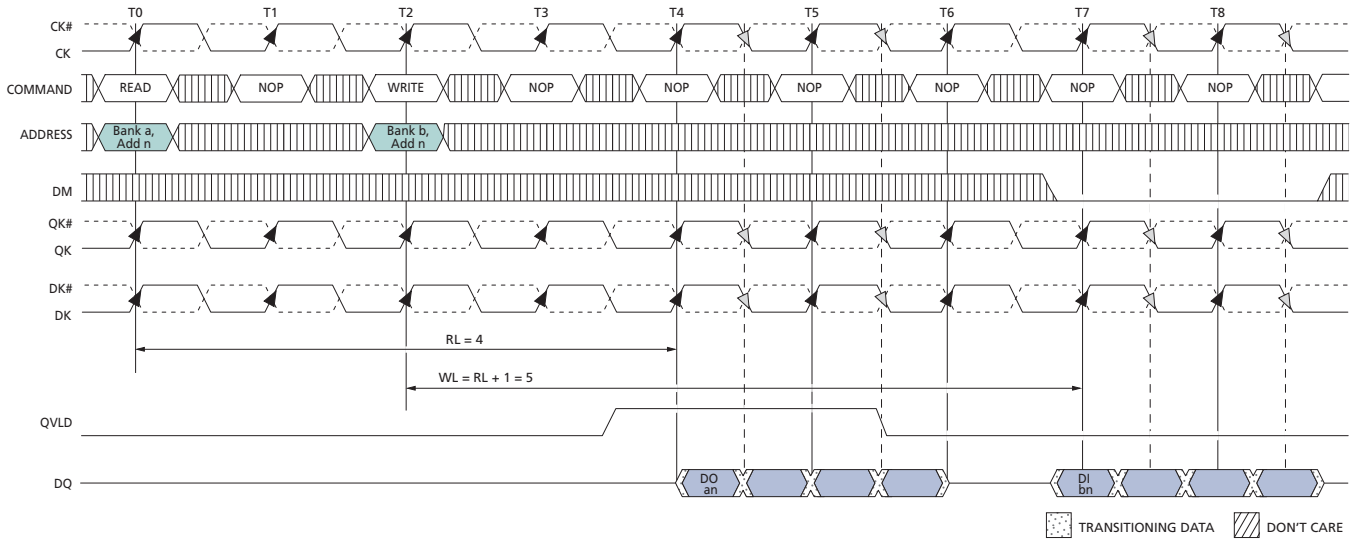 T0 T1 T2 T3 T4 T5 T6 T7 T8
CK#
CK
COMMAND READ NOP WRITE NOP NOP NOP NOP NOP NOP
ADDRESS Bank a, Add n Bank b, Add n
DM
QK#
QK
DK#
DK
RL = 4
WL = RL + 1 = 5
QVLD
DQ DO an DI bn
TRANSITIONING DATA DON'T CARE